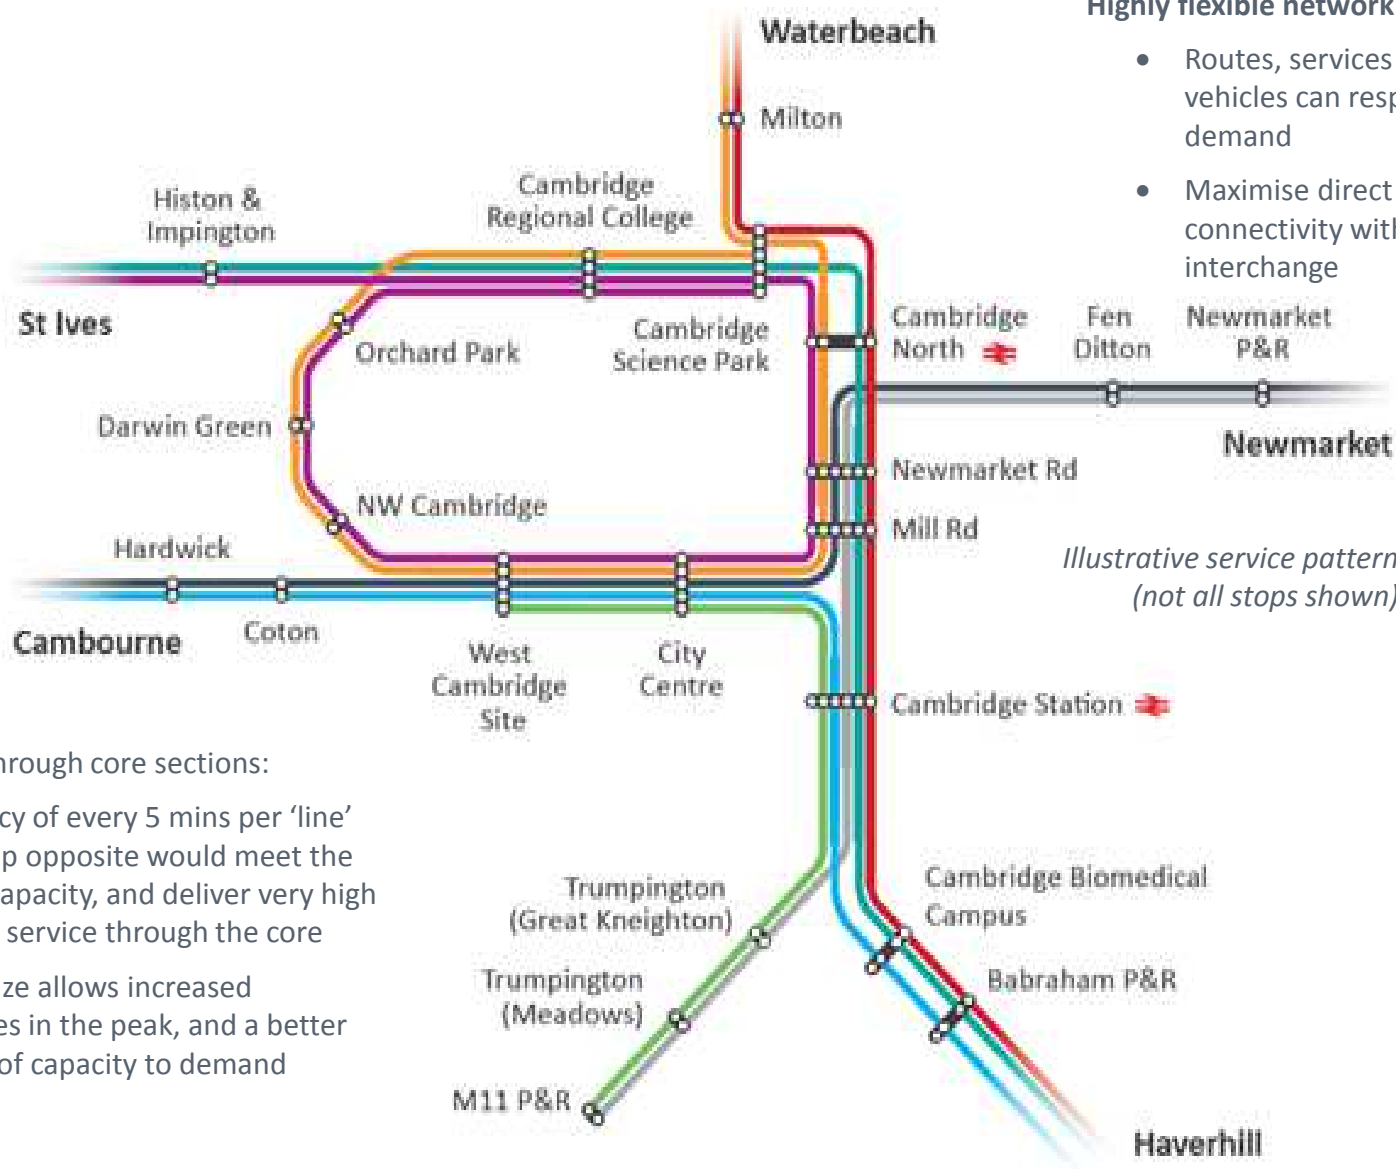 Highly flexible network
Waterbeach
• Routes, services
vehicles can resp
demand
Milton
• Maximise direct
connectivity with
interchange
Histon &
Impington
Cambridge
Regional College
St Ives
Orchard Park
Cambridge
Science Park
Cambridge
North
Fen
Ditton
Newmarket
P&R
Darwin Green
Newmarket
Newmarket Rd
NW Cambridge
Mill Rd
Hardwick
Illustrative service pattern
(not all stops shown)
Coton
Cambourne
West
Cambridge
Site
City
Centre
Cambridge Station
hrough core sections:
cy of every 5 mins per ‘line’
p opposite would meet the
apacity, and deliver very high
service through the core
ze allows increased
es in the peak, and a better
of capacity to demand
Trumpington
(Great Kneighton)
Cambridge Biomedical
Campus
Trumpington
(Meadows)
Babraham P&R
M11 P&R
Haverhill